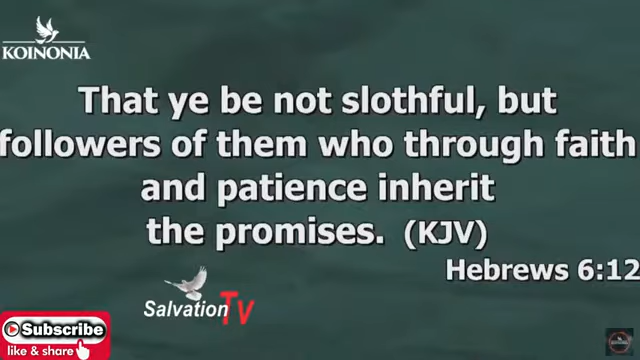 KOINONIA
That ye be not slothful, but
followers of them who through faith
and patience inherit
the promises. (KJV)
Hebrews 6:12
Salvation TV
Subscribe
like & share